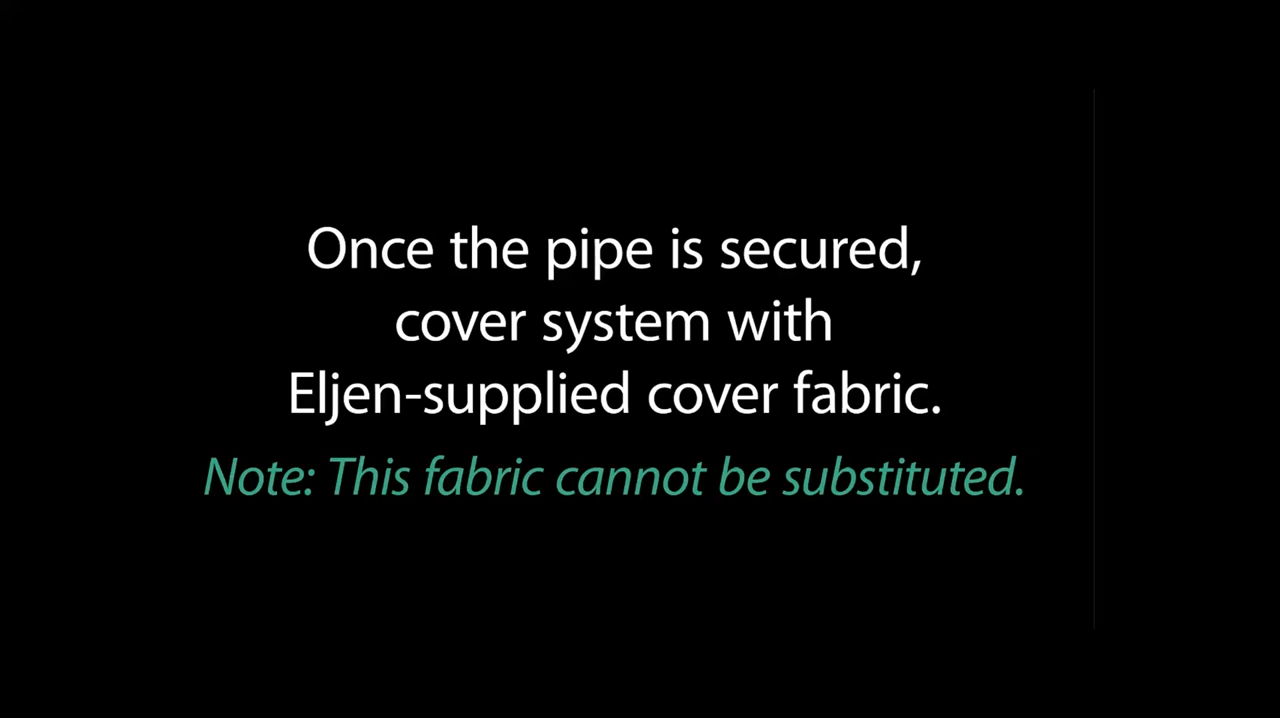 Once the pipe is secured,
cover system with
Eljen-supplied cover fabric.
Note: This fabric cannot be substituted.